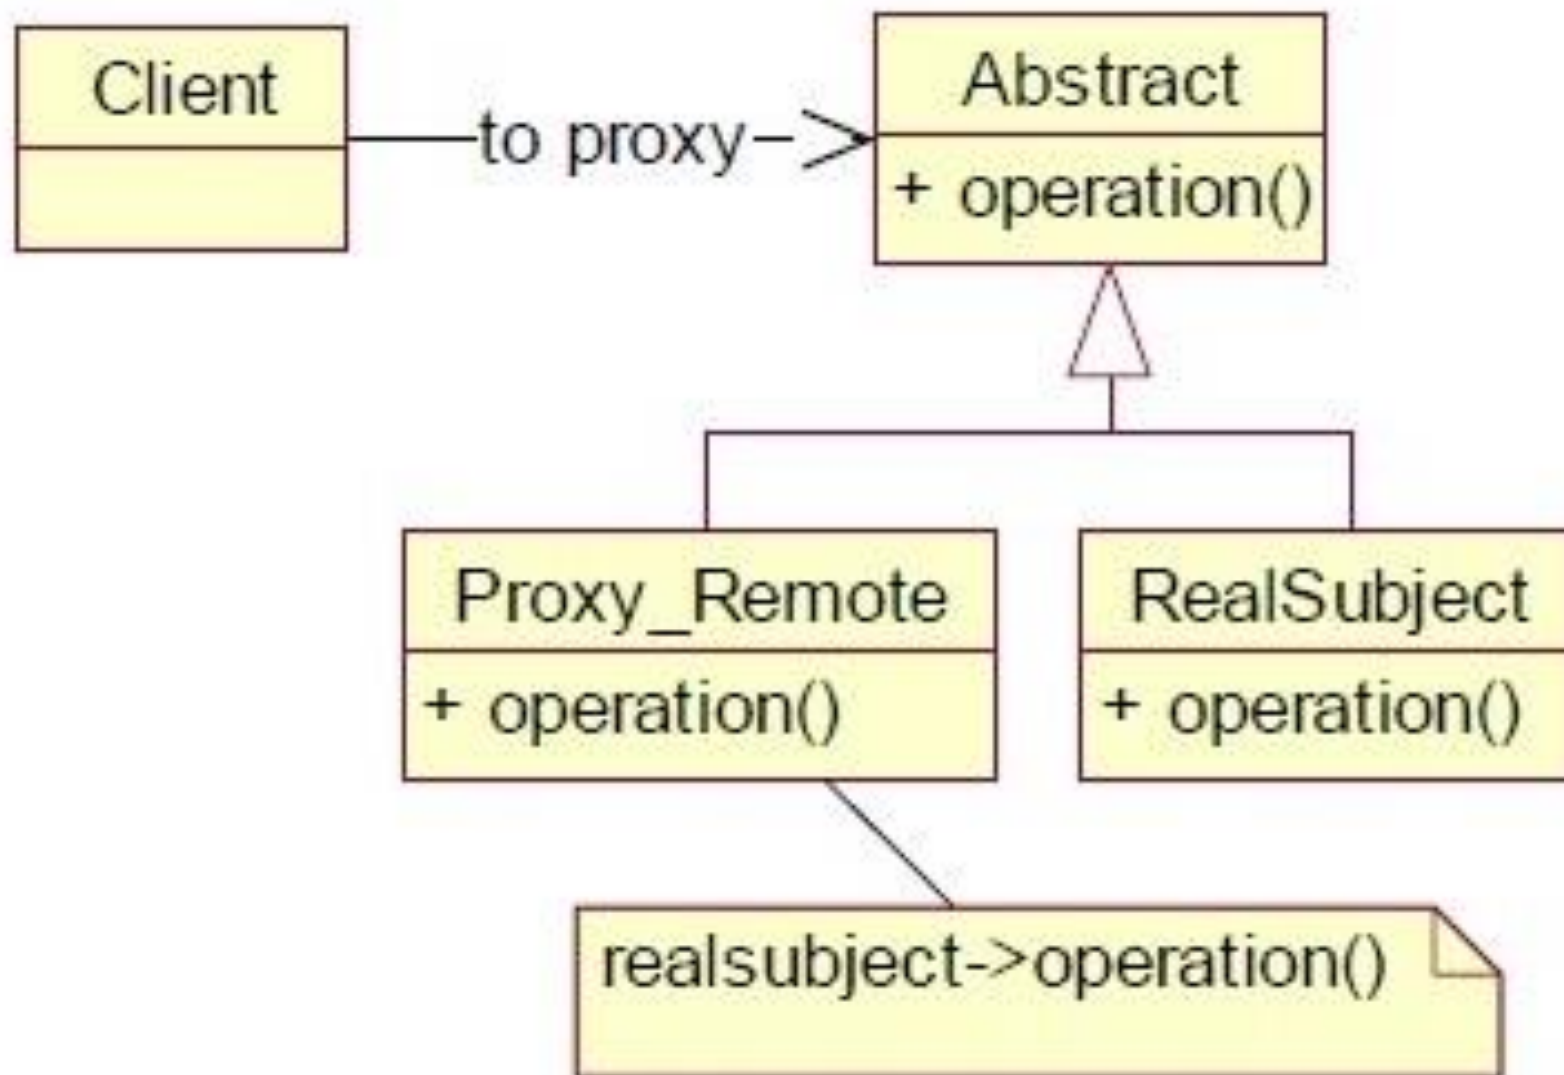 Client
to proxy
Abstract
+ operation()
Proxy_Remote
+ operation()
RealSubject
+ operation()
realsubject->operation()